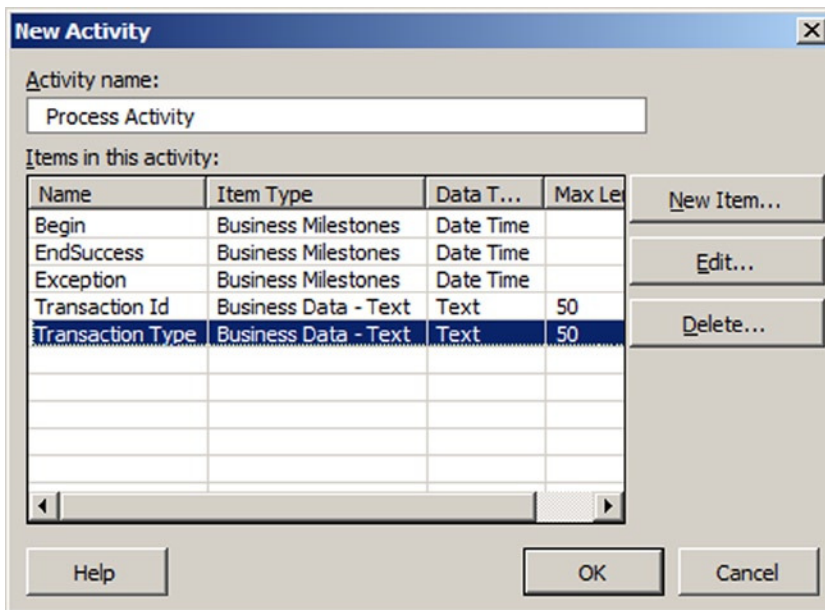 New Activity
Activity name:
Process Activity
Items in this activity:
Name Item Type Data T... Max Ler
Begin Business Milestones Date Time
EndSuccess Business Milestones Date Time
Exception Business Milestones Date Time
Transaction Id Business Data - Text Text 50
Transaction Type Business Data - Text Text 50
New Item...
Edit...
Delete...
Help OK Cancel